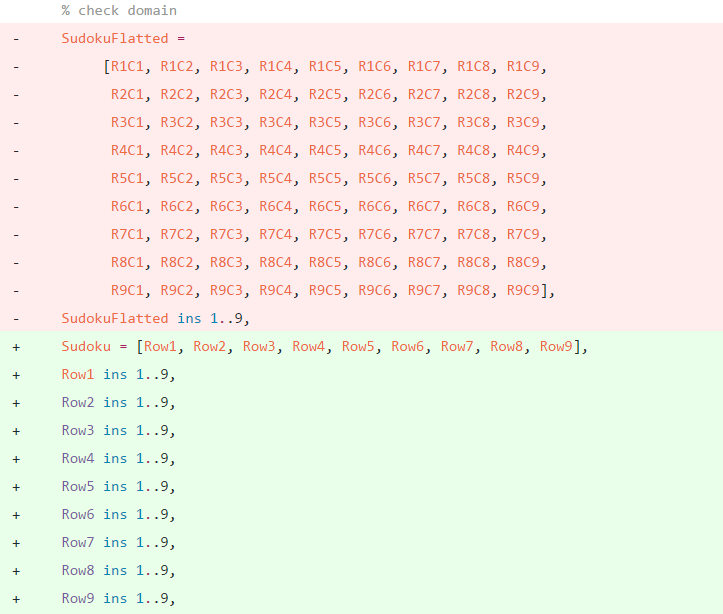 % check domain
- SudokuFlatted =
- [R1C1, R1C2, R1C3, R1C4, R1C5, R1C6, R1C7, R1C8, R1C9,
- R2C1, R2C2, R2C3, R2C4, R2C5, R2C6, R2C7, R2C8, R2C9,
- R3C1, R3C2, R3C3, R3C4, R3C5, R3C6, R3C7, R3C8, R3C9,
- R4C1, R4C2, R4C3, R4C4, R4C5, R4C6, R4C7, R4C8, R4C9,
- R5C1, R5C2, R5C3, R5C4, R5C5, R5C6, R5C7, R5C8, R5C9,
- R6C1, R6C2, R6C3, R6C4, R6C5, R6C6, R6C7, R6C8, R6C9,
- R7C1, R7C2, R7C3, R7C4, R7C5, R7C6, R7C7, R7C8, R7C9,
- R8C1, R8C2, R8C3, R8C4, R8C5, R8C6, R8C7, R8C8, R8C9,
- R9C1, R9C2, R9C3, R9C4, R9C5, R9C6, R9C7, R9C8, R9C9],
- SudokuFlatted ins 1..9,
+ Sudoku = [Row1, Row2, Row3, Row4, Row5, Row6, Row7, Row8, Row9],
+ Row1 ins 1..9,
+ Row2 ins 1..9,
+ Row3 ins 1..9,
+ Row4 ins 1..9,
+ Row5 ins 1..9,
+ Row6 ins 1..9,
+ Row7 ins 1..9,
+ Row8 ins 1..9,
+ Row9 ins 1..9,